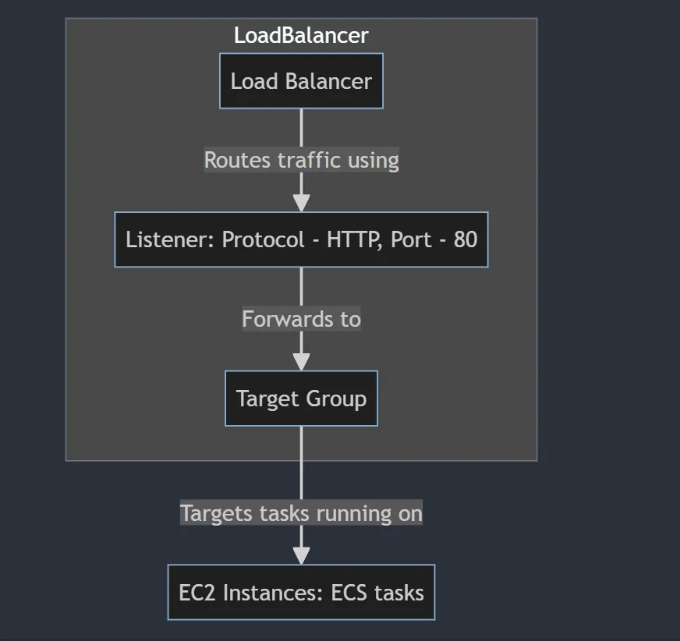 LoadBalancer
Load Balancer
Routes traffic using
Listener: Protocol - HTTP, Port - 80
Forwards to
Target Group
Targets tasks running on
EC2 Instances: ECS tasks